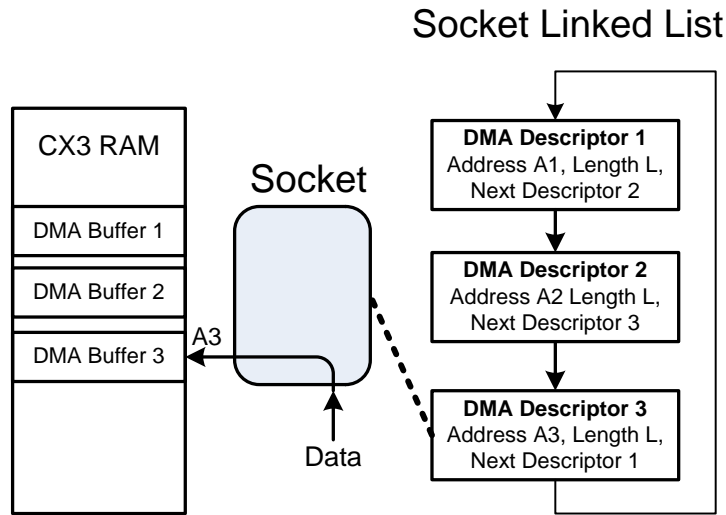 Socket Linked List
CX3 RAM
DMA Buffer 1
DMA Buffer 2
DMA Buffer 3
Socket
A3
Data
DMA Descriptor 1
Address A1, Length L,
Next Descriptor 2
DMA Descriptor 2
Address A2 Length L,
Next Descriptor 3
DMA Descriptor 3
Address A3, Length L,
Next Descriptor 1